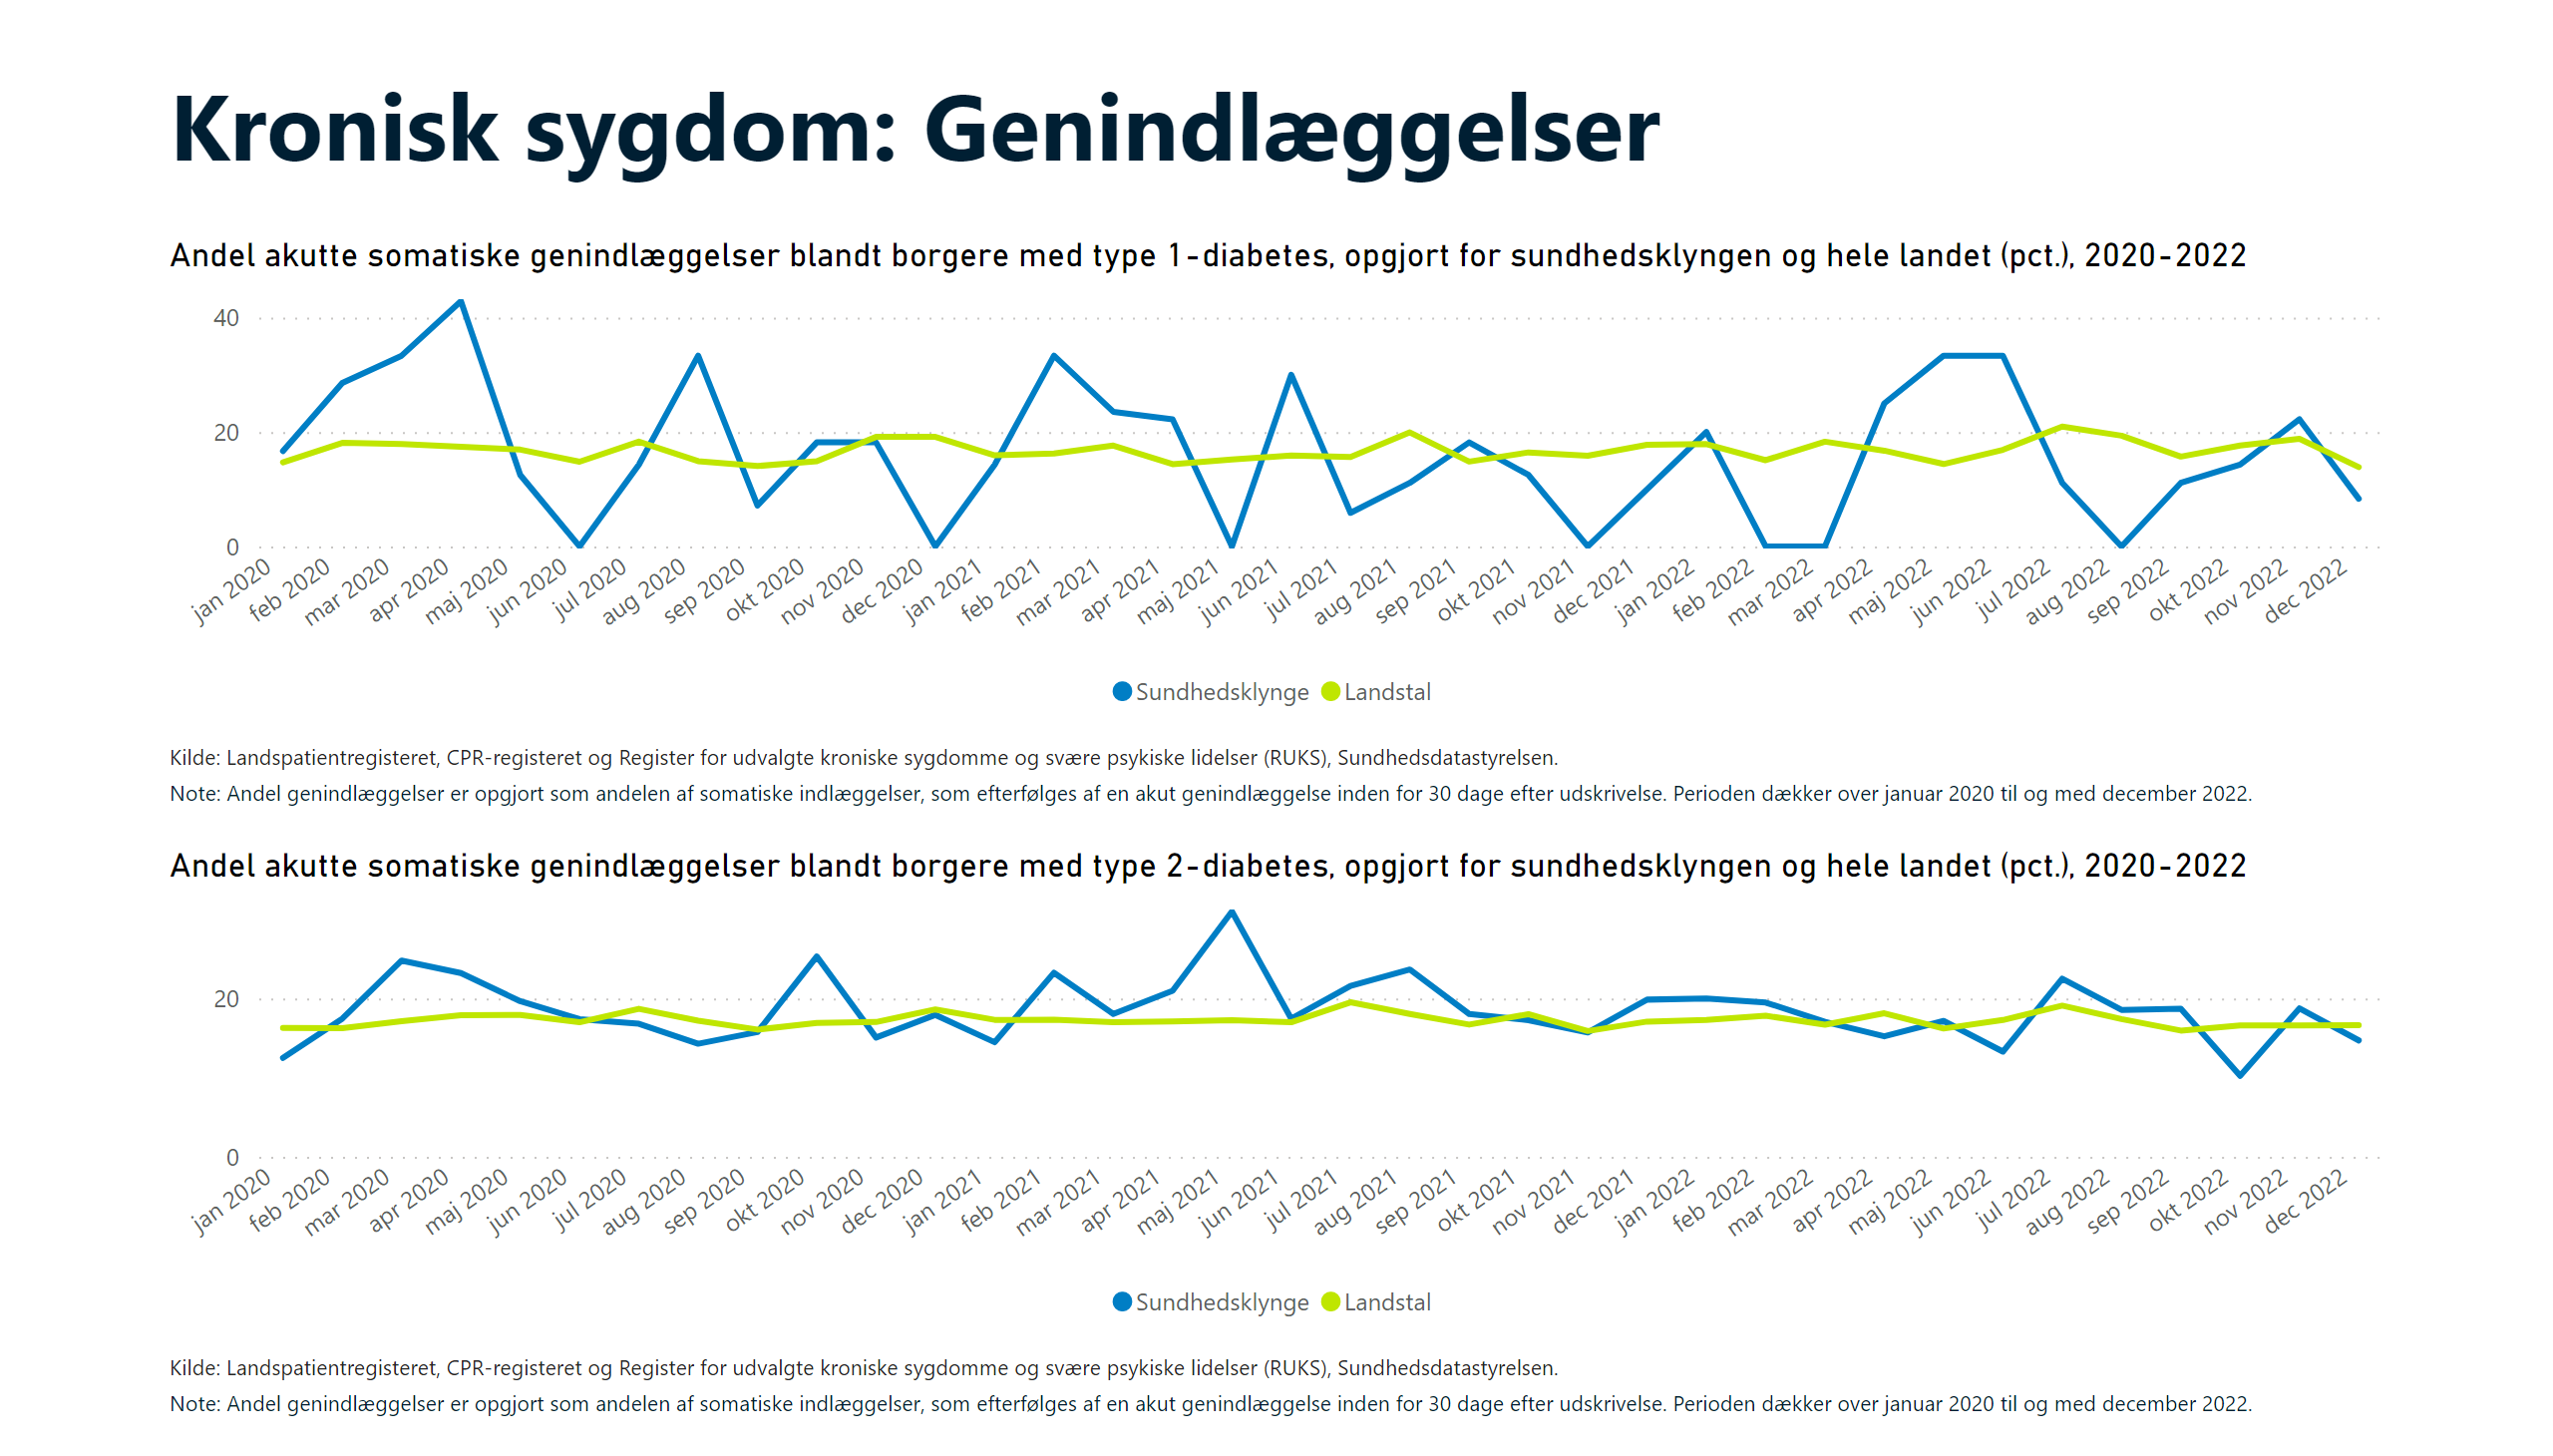 Kronisk sygdom: Genindlæggelser
Andel akutte somatiske genindlæggelser blandt borgere med type 1-diabetes, opgjort for sundhedsklyngen og hele landet (pct.), 2020-2022
40
20
0
jan 2020
feb 2020
mar 2020
apr 2020
maj 2020
jun 2020
jul 2020
aug 2020
sep 2020
okt 2020
nov 2020
dec 2020
jan 2021
feb 2021
mar 2021
apr 2021
maj 2021
jun 2021
jul 2021
aug 2021
sep 2021
okt 2021
nov 2021
dec 2021
jan 2022
feb 2022
mar 2022
apr 2022
maj 2022
jun 2022
jul 2022
aug 2022
sep 2022
okt 2022
nov 2022
dec 2022
Sundhedsklynge Landstal
Kilde: Landspatientregisteret, CPR-registeret og Register for udvalgte kroniske sygdomme og svære psykiske lidelser (RUKS), Sundhedsdatastyrelsen.
Note: Andel genindlæggelser er opgjort som andelen af somatiske indlæggelser, som efterfølges af en akut genindlæggelse inden for 30 dage efter udskrivelse. Perioden dækker over januar 2020 til og med december 2022.
Andel akutte somatiske genindlæggelser blandt borgere med type 2-diabetes, opgjort for sundhedsklyngen og hele landet (pct.), 2020-2022
20
0
jan 2020
feb 2020
mar 2020
apr 2020
maj 2020
jun 2020
jul 2020
aug 2020
sep 2020
okt 2020
nov 2020
dec 2020
jan 2021
feb 2021
mar 2021
apr 2021
maj 2021
jun 2021
jul 2021
aug 2021
sep 2021
okt 2021
nov 2021
dec 2021
jan 2022
feb 2022
mar 2022
apr 2022
maj 2022
jun 2022
jul 2022
aug 2022
sep 2022
okt 2022
nov 2022
dec 2022
Sundhedsklynge Landstal
Kilde: Landspatientregisteret, CPR-registeret og Register for udvalgte kroniske sygdomme og svære psykiske lidelser (RUKS), Sundhedsdatastyrelsen.
Note: Andel genindlæggelser er opgjort som andelen af somatiske indlæggelser, som efterfølges af en akut genindlæggelse inden for 30 dage efter udskrivelse. Perioden dækker over januar 2020 til og med december 2022.